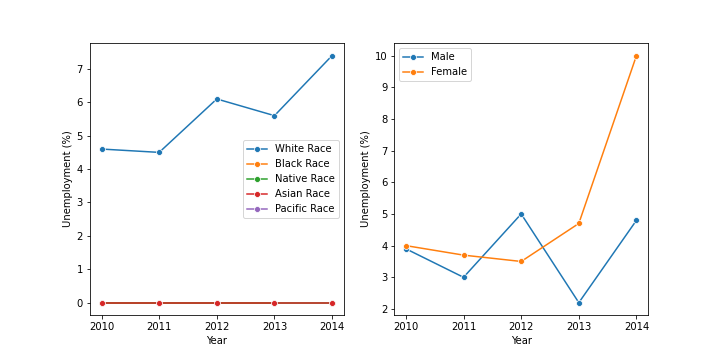 7
6
5
4
3
2
1
0
Unemployment (%)
White Race
Black Race
Native Race
Asian Race
Pacific Race
2010 2011 2012 2013 2014
Year
10
9
8
7
6
5
4
3
2
Unemployment (%)
Male
Female
2010 2011 2012 2013 2014
Year